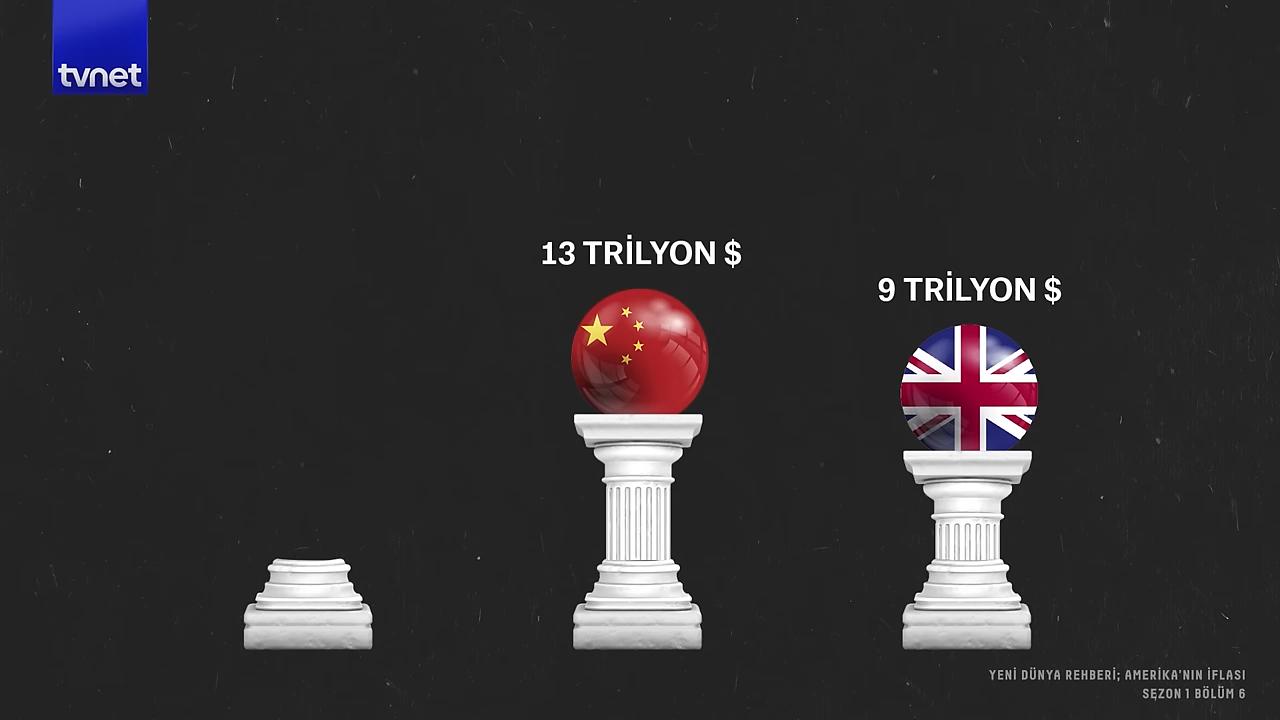 tvnet
13 TRİLYON $
9 TRİLYON $
YENİ DÜNYA REHBERİ; AMERİKA'NIN İFLASI
SEZON 1 BÖLÜM 6